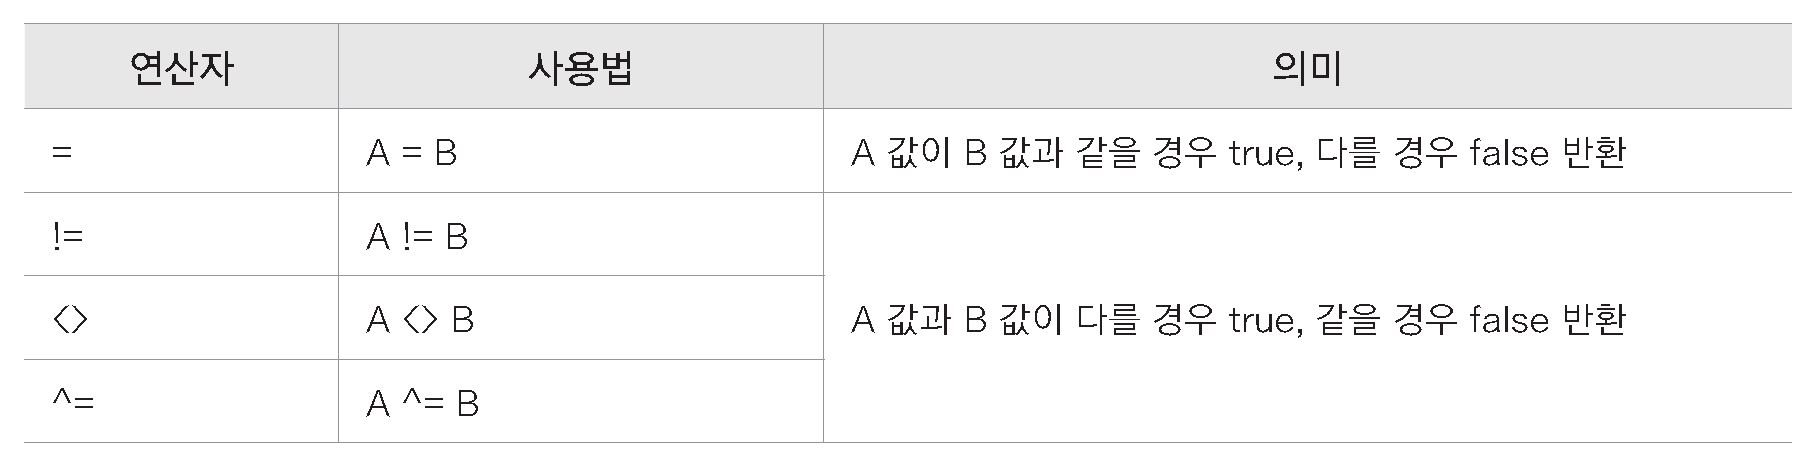 연산자 사용법 의미
= A = B A 값이 B 값과 같을 경우 true, 다를 경우 false 반환
!= A != B
<> A <> B A 값과 B 값이 다를 경우 true, 같을 경우 false 반환
^= A ^= B